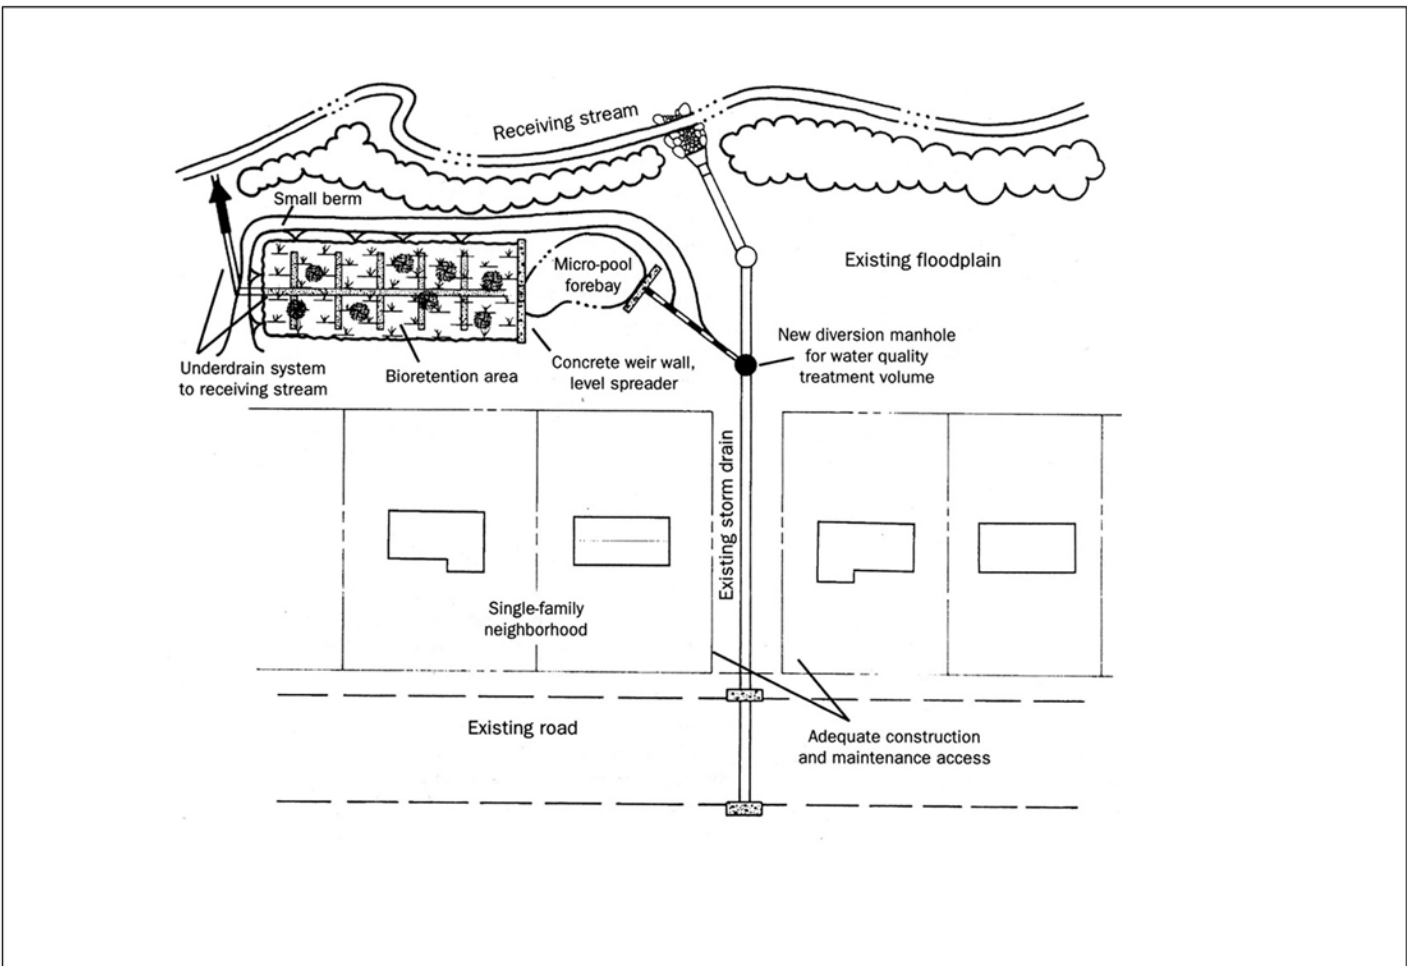 Receiving stream
Small berm
Micro-pool
forebay
Existing floodplain
New diversion manhole
for water quality
treatment volume
Underdrain system
to receiving stream
Bioretention area
Concrete weir wall,
level spreader
Existing storm drain
Single-family
neighborhood
Existing road
Adequate construction
and maintenance access